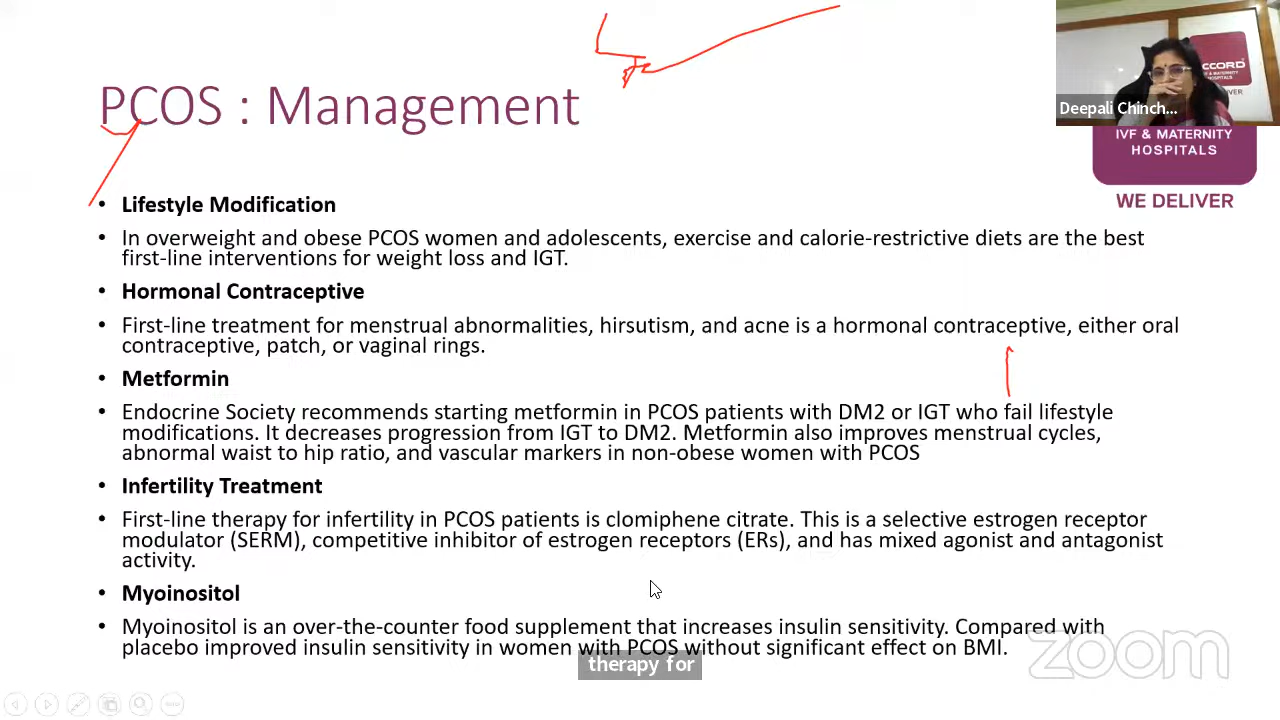 PCOS : Management
CCORD
& MATERNITY
HOSPITALS
DELIVER
Deepali Chinch...
IVF & MATERNITY
HOSPITALS
WE DELIVER
• Lifestyle Modification
• In overweight and obese PCOS women and adolescents, exercise and calorie-restrictive diets are the best
first-line interventions for weight loss and IGT.
• Hormonal Contraceptive
• First-line treatment for menstrual abnormalities, hirsutism, and acne is a hormonal contraceptive, either oral
contraceptive, patch, or vaginal rings.
• Metformin
• Endocrine Society recommends starting metformin in PCOS patients with DM2 or IGT who fail lifestyle
modifications. It decreases progression from IGT to DM2. Metformin also improves menstrual cycles,
abnormal waist to hip ratio, and vascular markers in non-obese women with PCOS
• Infertility Treatment
• First-line therapy for infertility in PCOS patients is clomiphene citrate. This is a selective estrogen receptor
modulator (SERM), competitive inhibitor of estrogen receptors (ERs), and has mixed agonist and antagonist
activity.
• Myoinositol
• Myoinositol is an over-the-counter food supplement that increases insulin sensitivity. Compared with
placebo improved insulin sensitivity in women with PCOS without significant effect on BMI.
therapy for
zoom